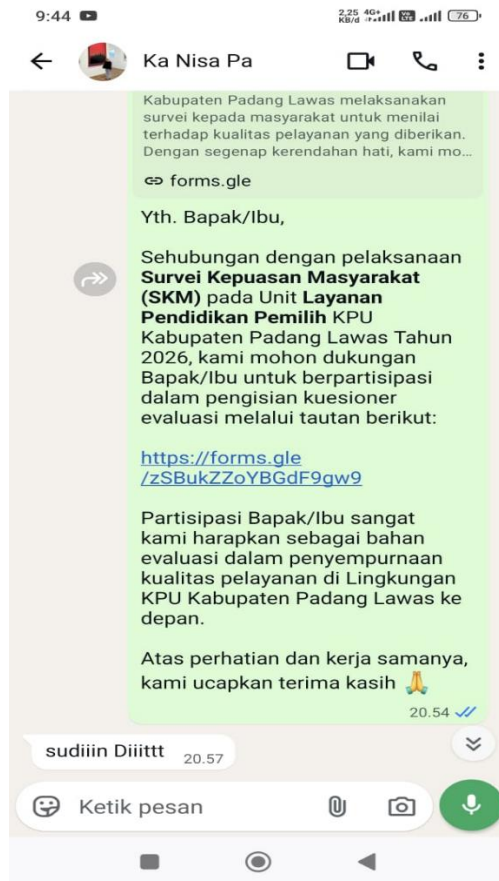 9:44
2,25 KB/d 4G+ Vo 76
Ka Nisa Pa
Kabupaten Padang Lawas melaksanakan
survei kepada masyarakat untuk menilai
terhadap kualitas pelayanan yang diberikan.
Dengan segenap kerendahan hati, kami mo...
forms.gle
Yth. Bapak/Ibu,
Sehubungan dengan pelaksanaan
Survei Kepuasan Masyarakat
(SKM) pada Unit Layanan
Pendidikan Pemilih KPU
Kabupaten Padang Lawas Tahun
2026, kami mohon dukungan
Bapak/Ibu untuk berpartisipasi
dalam pengisian kuesioner
evaluasi melalui tautan berikut:
https://forms.gle
/zSBukZZoYBGdF9gw9
Partisipasi Bapak/Ibu sangat
kami harapkan sebagai bahan
evaluasi dalam penyempurnaan
kualitas pelayanan di Lingkungan
KPU Kabupaten Padang Lawas ke
depan.
Atas perhatian dan kerja samanya,
kami ucapkan terima kasih 🙏
20.54
sudiiin Diiittt 20.57
Ketik pesan